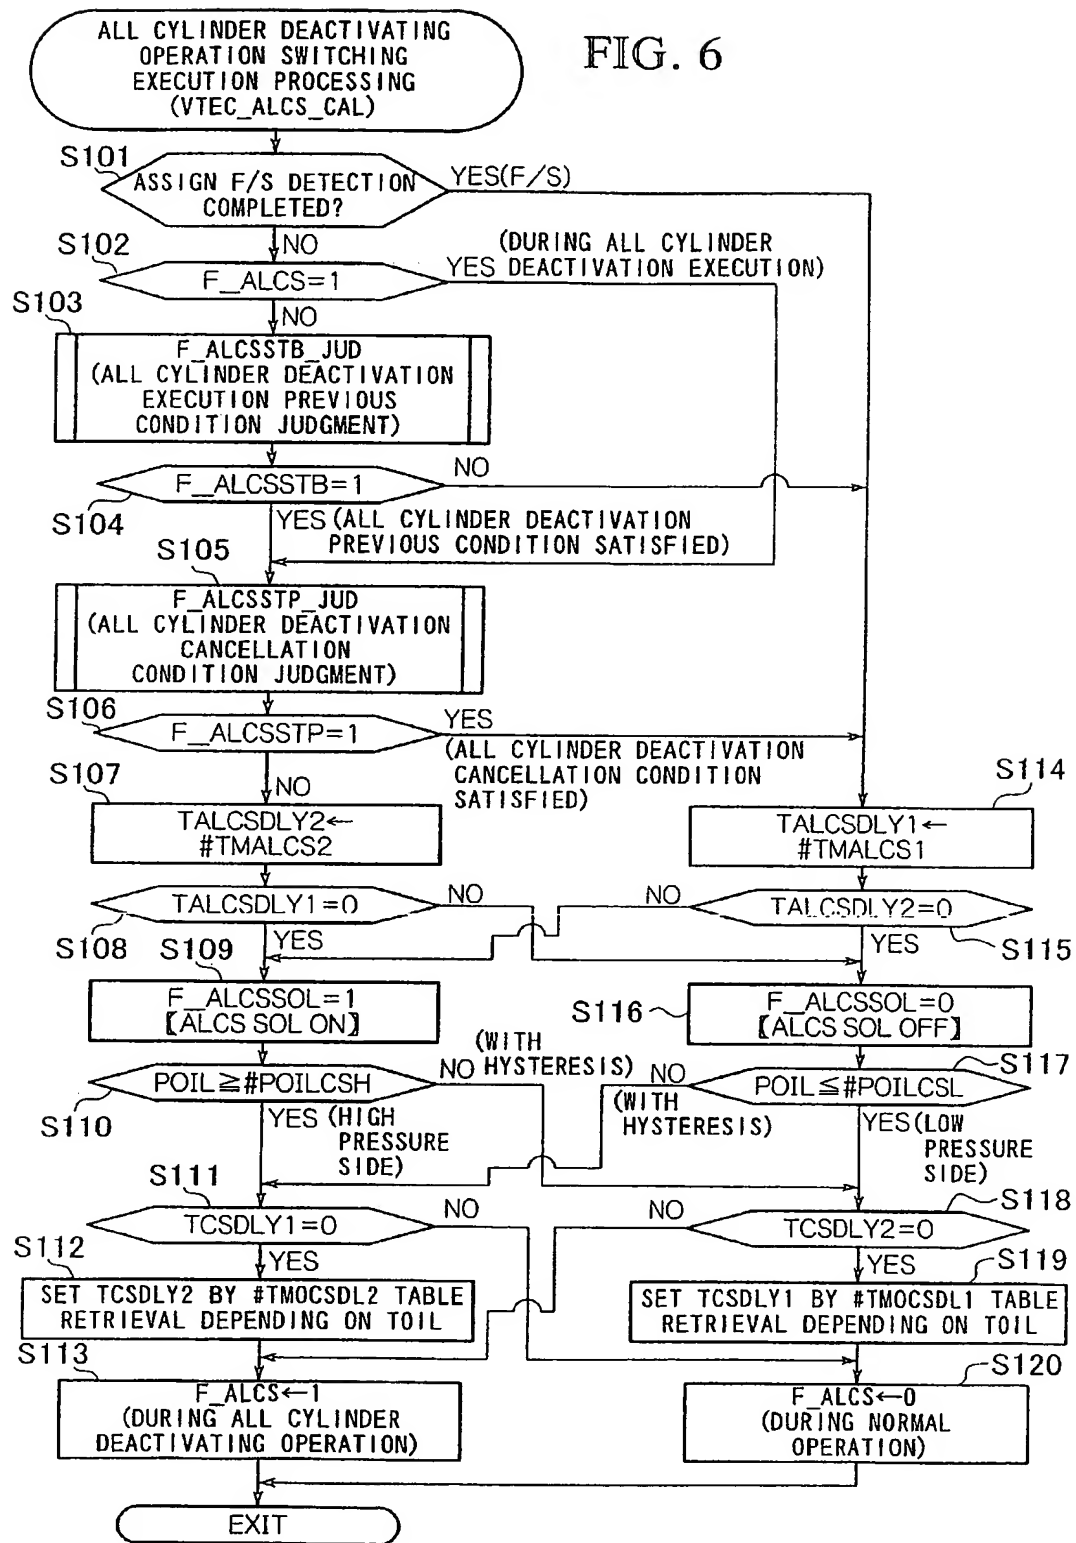 FIG. 6
ALL CYLINDER DEACTIVATING
OPERATION SWITCHING
EXECUTION PROCESSING
(VTEC_ALCS_CAL)
S101
ASSIGN F/S DETECTION
COMPLETED?
YES(F/S)
NO
S102
F_ALCS=1
(DURING ALL CYLINDER
YES DEACTIVATION EXECUTION)
NO
S103
F_ALCSSTB_JUD
(ALL CYLINDER DEACTIVATION
EXECUTION PREVIOUS
CONDITION JUDGMENT)
F_ALCSSTB=1
NO
S104
YES (ALL CYLINDER DEACTIVATION
PREVIOUS CONDITION SATISFIED)
S105
F_ALCSSTP_JUD
(ALL CYLINDER DEACTIVATION
CANCELLATION
CONDITION JUDGMENT)
S106
F_ALCSSTP=1
YES
(ALL CYLINDER DEACTIVATION
CANCELLATION CONDITION
SATISFIED)
NO
S107
TALCSDLY2←
#TMALCS2
S114
TALCSDLY1←
#TMALCS1
TALCSDLY1=0
NO
S108
YES
NO
TALCSDLY2=0
S115
YES
S109
F_ALCSSOL=1
【ALCS SOL ON】
S116
F_ALCSSOL=0
【ALCS SOL OFF】
POIL≧#POILCSH
NO (WITH
HYSTERESIS)
S110
YES (HIGH
PRESSURE
SIDE)
S117
NO
POIL≦#POILCSL
(WITH
HYSTERESIS)
YES (LOW
PRESSURE
SIDE)
S111
TCSDLY1=0
NO
YES
S118
NO
TCSDLY2=0
YES
S112
SET TCSDLY2 BY #TMOCSDL2 TABLE
RETRIEVAL DEPENDING ON TOIL
S119
SET TCSDLY1 BY #TMOCSDL1 TABLE
RETRIEVAL DEPENDING ON TOIL
S113
F_ALCS←1
(DURING ALL CYLINDER
DEACTIVATING OPERATION)
S120
F_ALCS←0
(DURING NORMAL
OPERATION)
EXIT